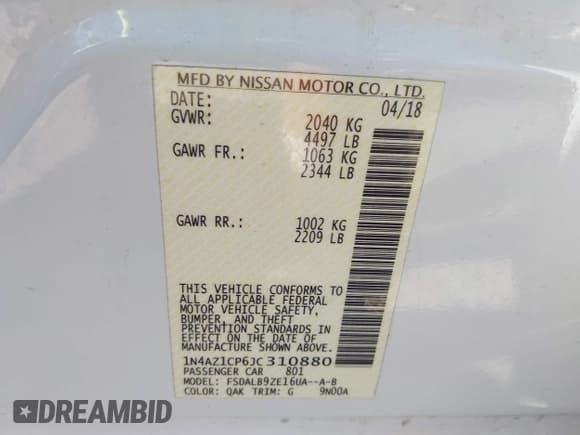 MFD BY NISSAN MOTOR CO., LTD.
DATE: 04/18
GVWR: 2040 KG
4497 LB
GAWR FR.: 1063 KG
2344 LB
GAWR RR.: 1002 KG
2209 LB
THIS VEHICLE CONFORMS TO
ALL APPLICABLE FEDERAL
MOTOR VEHICLE SAFETY,
BUMPER, AND THEFT
PREVENTION STANDARDS IN
EFFECT ON THE DATE OF
MANUFACTURE SHOWN ABOVE.
1N4AZ1CP6JC310880
PASSENGER CAR 801
MODEL: FSDALB9ZE16UA--A-B
COLOR: QAK TRIM: G 9N00A
© 2026 DREAMBID